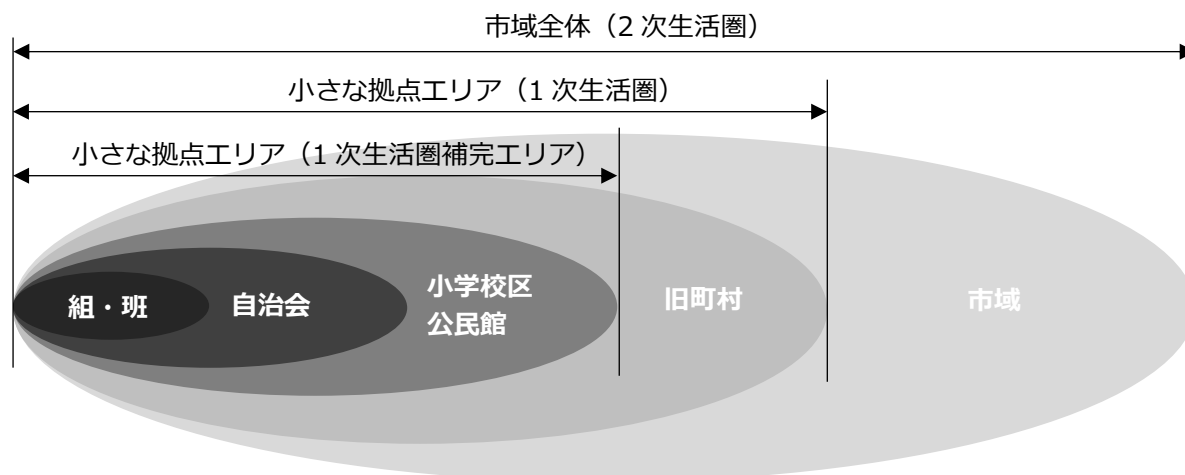 市域全体（2 次生活圏）
小さな拠点エリア（1 次生活圏）
小さな拠点エリア（1 次生活圏補完エリア）
組・班
自治会
小学校区
公民館
旧町村
市域